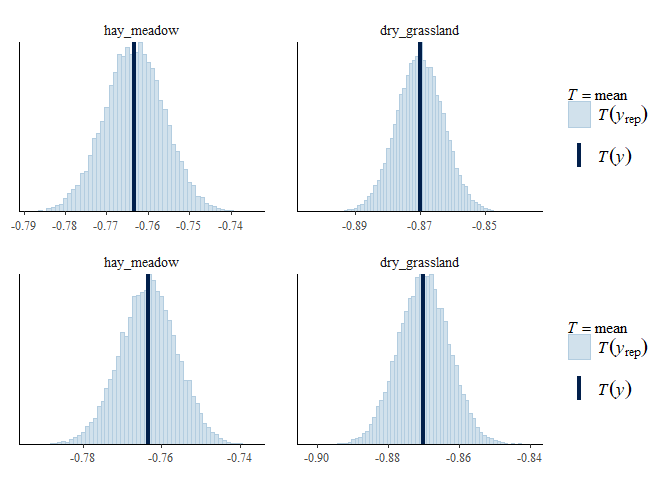 hay_meadow
dry_grassland
-0.79 -0.78 -0.77 -0.76 -0.75 -0.74
-0.89 -0.87 -0.85
T = mean
T(yrep)
T(y)
hay_meadow
dry_grassland
-0.78 -0.76 -0.74
-0.90 -0.88 -0.86 -0.84
T = mean
T(yrep)
T(y)